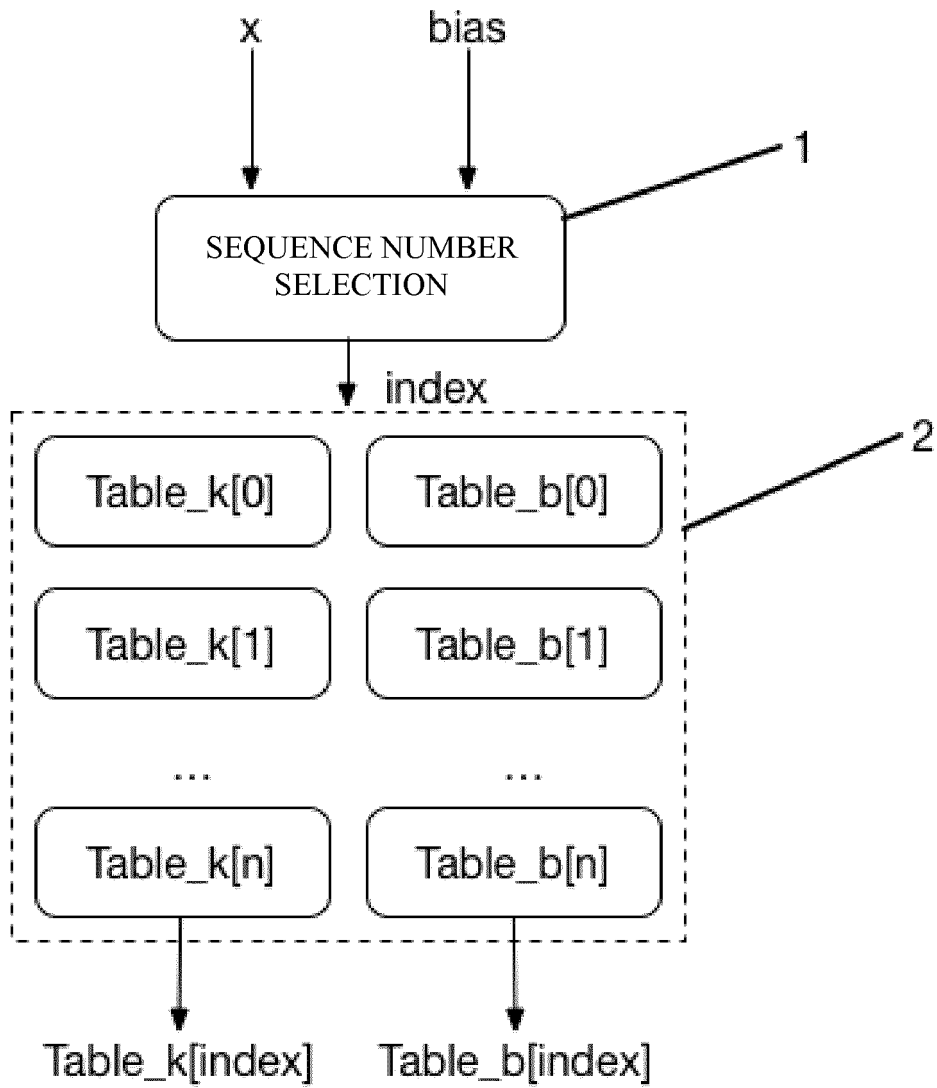 x bias
1
SEQUENCE NUMBER
SELECTION
index
2
Table_k[0] Table_b[0]
Table_k[1] Table_b[1]
... ...
Table_k[n] Table_b[n]
Table_k[index] Table_b[index]